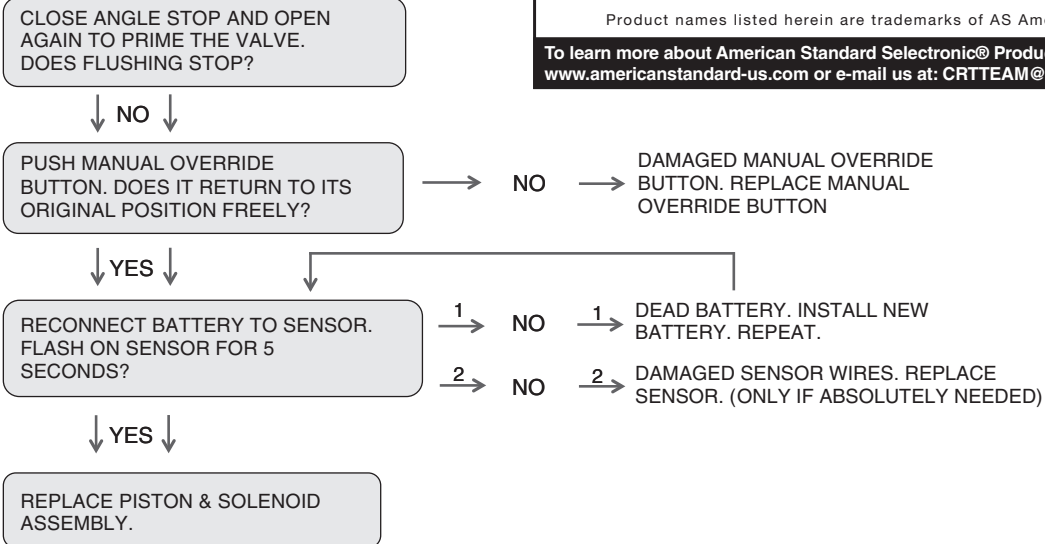 CLOSE ANGLE STOP AND OPEN
AGAIN TO PRIME THE VALVE.
DOES FLUSHING STOP?
Product names listed herein are trademarks of AS
To learn more about American Standard Selectronic®
www.americanstandard-us.com or e-mail us at: CRTTEAM@
NO
PUSH MANUAL OVERRIDE
BUTTON. DOES IT RETURN TO ITS
ORIGINAL POSITION FREELY?
NO
DAMAGED MANUAL OVERRIDE
BUTTON. REPLACE MANUAL
OVERRIDE BUTTON
YES
RECONNECT BATTERY TO SENSOR.
FLASH ON SENSOR FOR 5
SECONDS?
1
NO
1
DEAD BATTERY. INSTALL NEW
BATTERY. REPEAT.
2
NO
2
DAMAGED SENSOR WIRES. REPLACE
SENSOR. (ONLY IF ABSOLUTELY NEEDED)
YES
REPLACE PISTON & SOLENOID
ASSEMBLY.